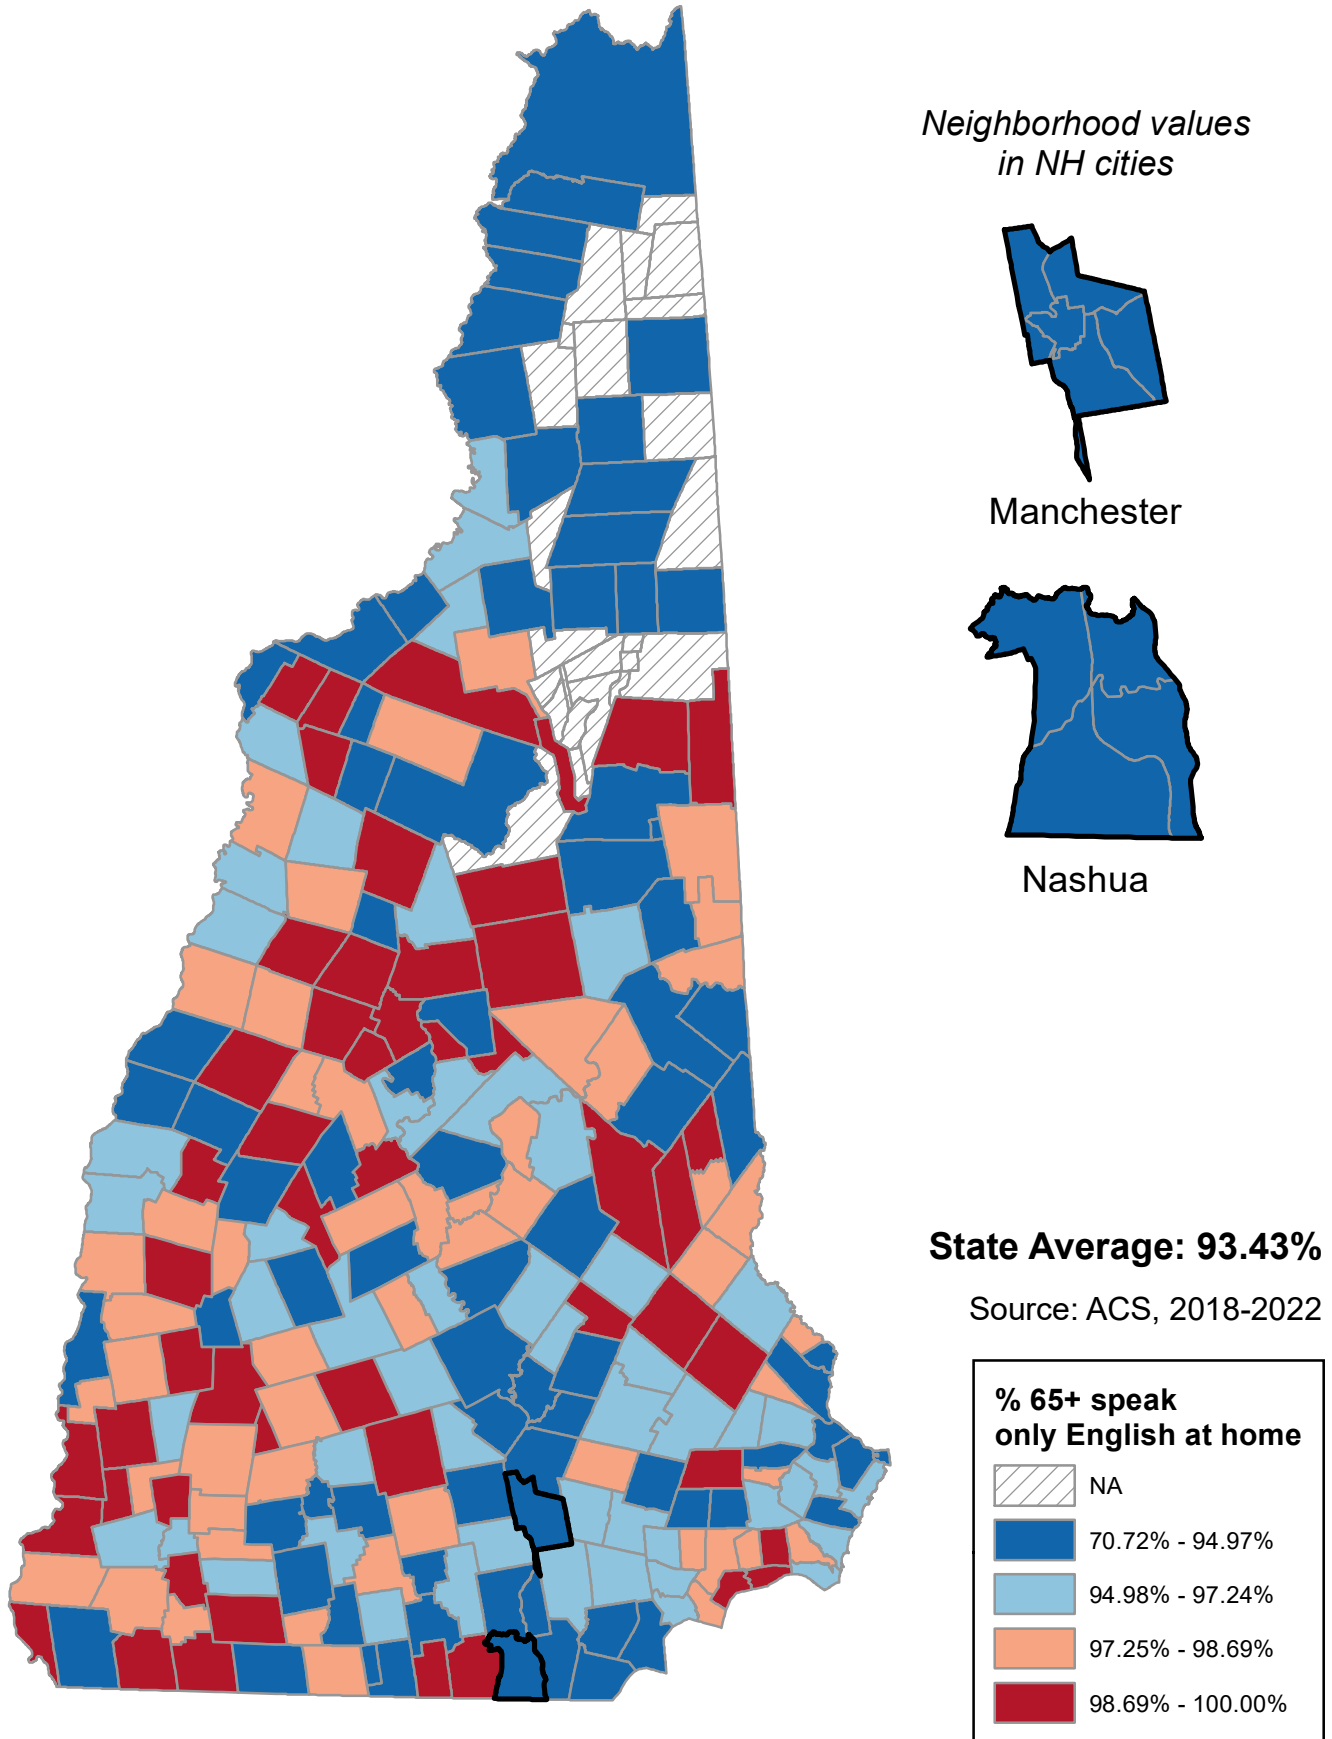 Neighborhood values
in NH cities
Manchester
Nashua
State Average: 93.43%
Source: ACS, 2018-2022
% 65+ speak
only English at home
NA
70.72% - 94.97%
94.98% - 97.24%
97.25% - 98.69%
98.69% - 100.00%